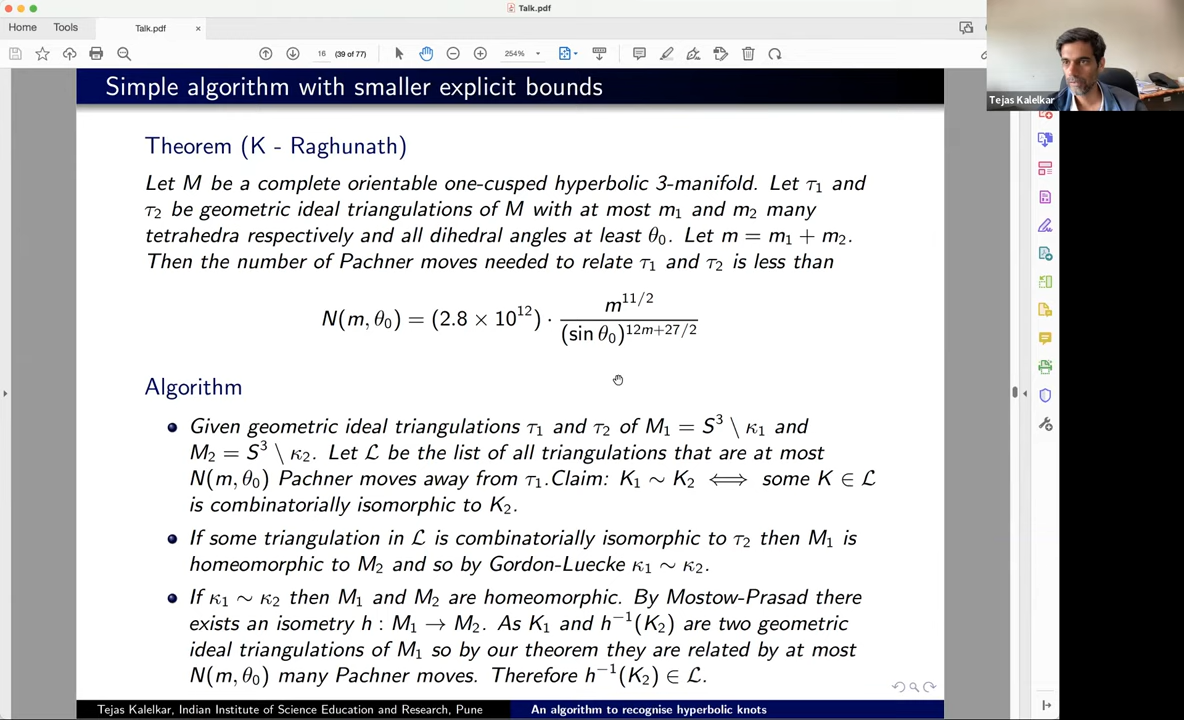 Talk.pdf
Home Tools Talk.pdf ×
16 (39 of 77) 254%
Tejas Kalelkar
Simple algorithm with smaller explicit bounds
Theorem (K - Raghunath)
Let M be a complete orientable one-cusped hyperbolic 3-manifold. Let τ₁ and
τ₂ be geometric ideal triangulations of M with at most m₁ and m₂ many
tetrahedra respectively and all dihedral angles at least θ₀. Let m = m₁ + m₂.
Then the number of Pachner moves needed to relate τ₁ and τ₂ is less than
N(m, θ₀) = (2.8 × 10¹²) · m^{11/2} / (sin θ₀)^{12m+27/2}
Algorithm
Given geometric ideal triangulations τ₁ and τ₂ of M₁ = S³ \ κ₁ and
M₂ = S³ \ κ₂. Let ℒ be the list of all triangulations that are at most
N(m, θ₀) Pachner moves away from τ₁.Claim: K₁ ∼ K₂ ⟺ some K ∈ ℒ
is combinatorially isomorphic to K₂.
If some triangulation in ℒ is combinatorially isomorphic to τ₂ then M₁ is
homeomorphic to M₂ and so by Gordon-Luecke κ₁ ∼ κ₂.
If κ₁ ∼ κ₂ then M₁ and M₂ are homeomorphic. By Mostow-Prasad there
exists an isometry h : M₁ → M₂. As K₁ and h⁻¹(K₂) are two geometric
ideal triangulations of M₁ so by our theorem they are related by at most
N(m, θ₀) many Pachner moves. Therefore h⁻¹(K₂) ∈ ℒ.
Tejas Kalelkar, Indian Institute of Science Education and Research, Pune An algorithm to recognise hyperbolic knots